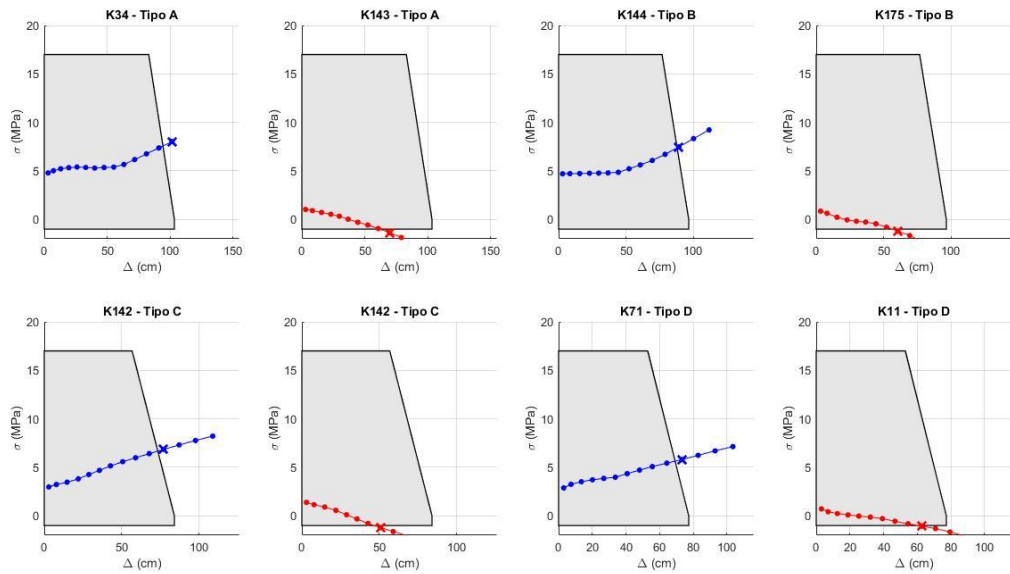 K34 - Tipo A
K143 - Tipo A
K144 - Tipo B
K175 - Tipo B
20
15
10
5
0
σ (MPa)
0 50 100 150
Δ (cm)
20
15
10
5
0
σ (MPa)
0 50 100 150
Δ (cm)
20
15
10
5
0
σ (MPa)
0 50 100
Δ (cm)
20
15
10
5
0
σ (MPa)
0 50 100
Δ (cm)
K142 - Tipo C
K142 - Tipo C
K71 - Tipo D
K11 - Tipo D
20
15
10
5
0
σ (MPa)
0 50 100
Δ (cm)
20
15
10
5
0
σ (MPa)
0 50 100
Δ (cm)
20
15
10
5
0
σ (MPa)
0 20 40 60 80 100
Δ (cm)
20
15
10
5
0
σ (MPa)
0 20 40 60 80 100
Δ (cm)